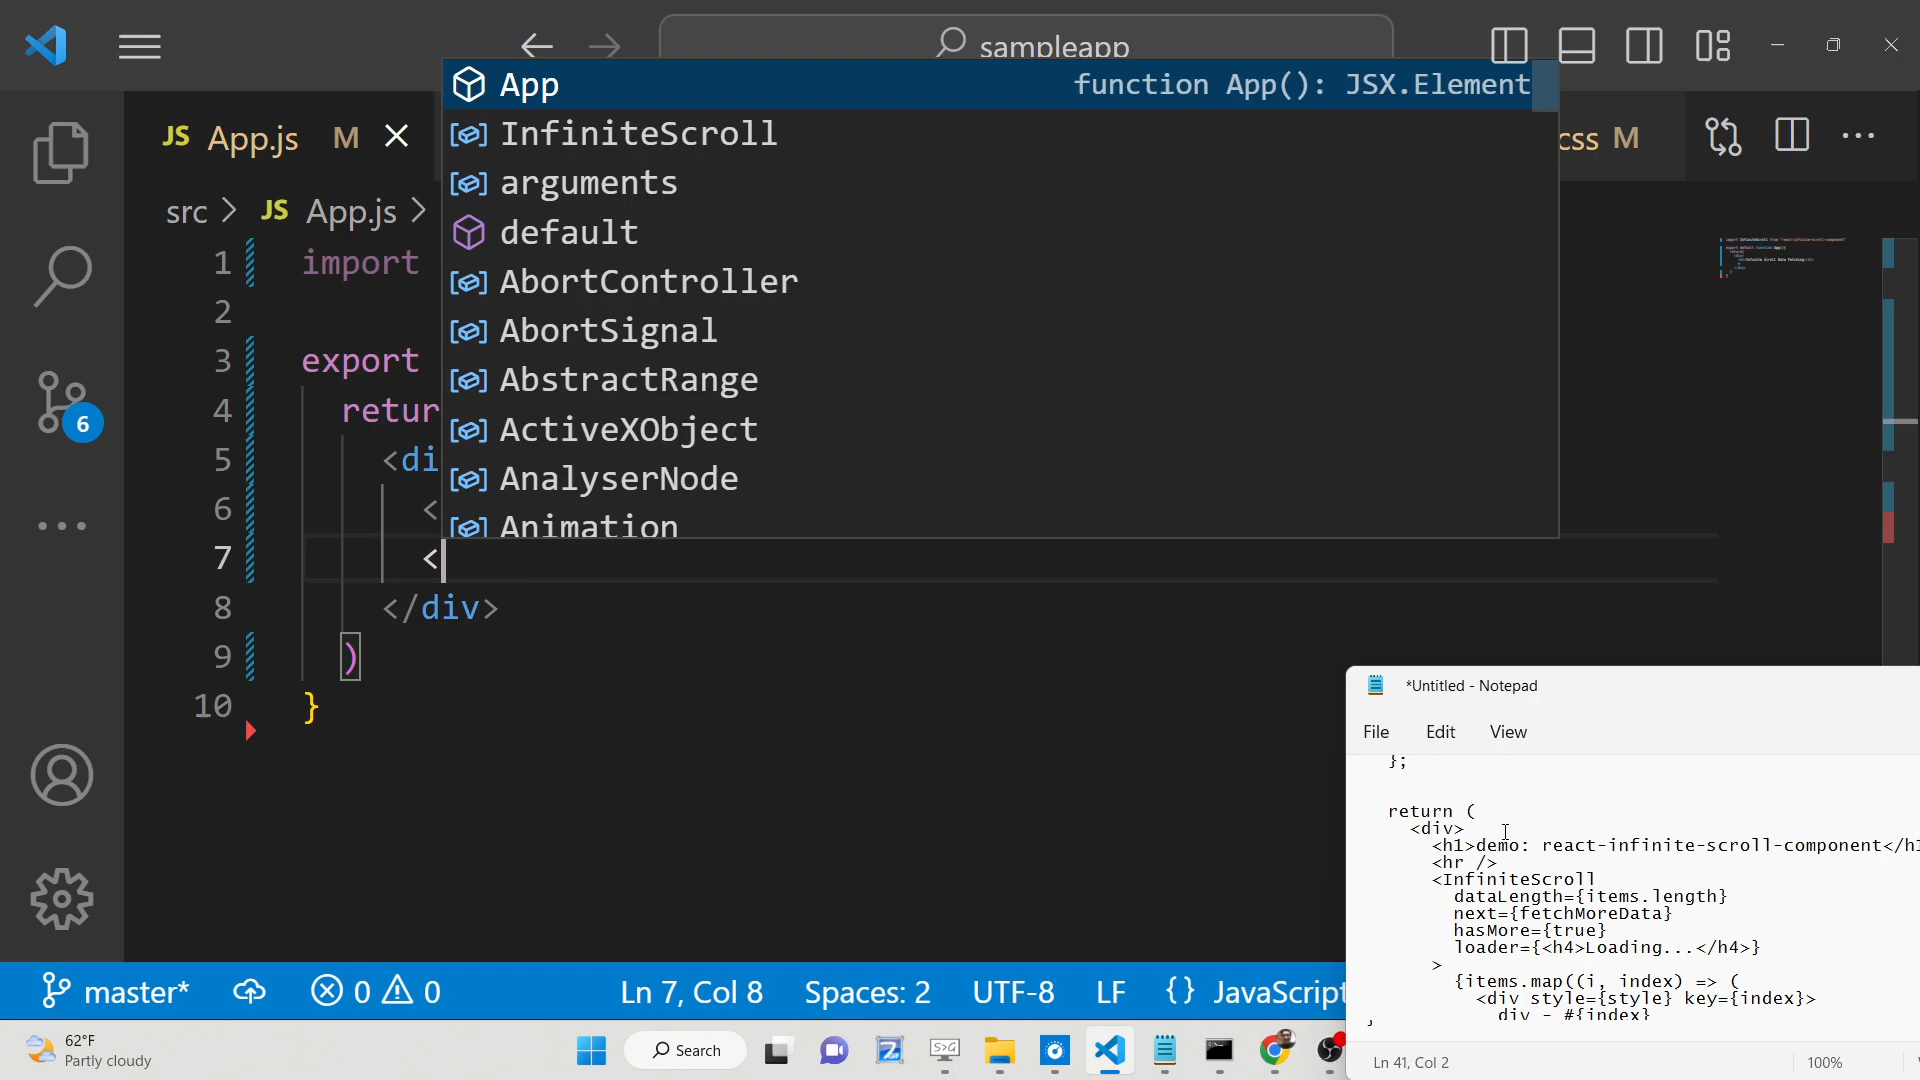 sampleapp
JS App.js M
css M
src > JS App.js >
App function App(): JSX.Element
InfiniteScroll
arguments
default
AbortController
AbortSignal
AbstractRange
ActiveXObject
AnalyserNode
Animation
1 import
2
3 export
4 retur
5 <di
6 <
7 <
8 </div>
9 )
10 }
6
*Untitled - Notepad
File Edit View
};
return (
<div>
<h1>demo: react-infinite-scroll-component</h1
<hr />
<InfiniteScroll
dataLength={items.length}
next={fetchMoreData}
hasMore={true}
loader={<h4>Loading...</h4>}
>
{items.map((i, index) => (
<div style={style} key={index}>
div - #{index}
Ln 41, Col 2 100%
master* 0 0 Ln 7, Col 8 Spaces: 2 UTF-8 LF {} JavaScript
62°F
Partly cloudy
Search